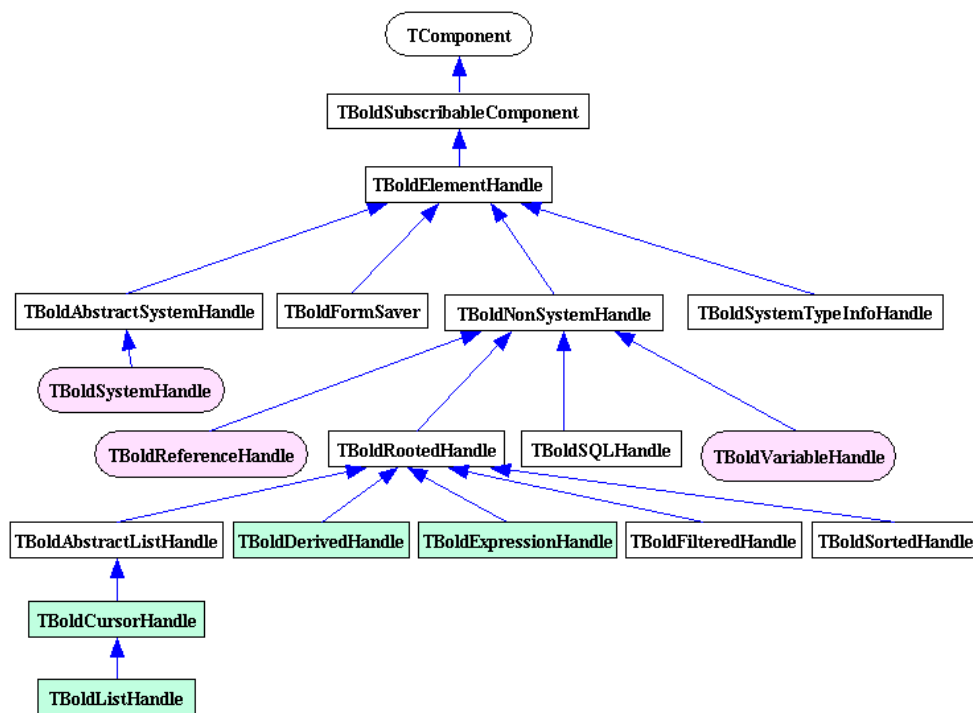 TComponent
TBoldSubscribableComponent
TBoldElementHandle
TBoldAbstractSystemHandle
TBoldFormSaver
TBoldNonSystemHandle
TBoldSystemTypeInfoHandle
TBoldSystemHandle
TBoldReferenceHandle
TBoldRootedHandle
TBoldSQLHandle
TBoldVariableHandle
TBoldAbstractListHandle
TBoldDerivedHandle
TBoldExpressionHandle
TBoldFilteredHandle
TBoldSortedHandle
TBoldCursorHandle
TBoldListHandle